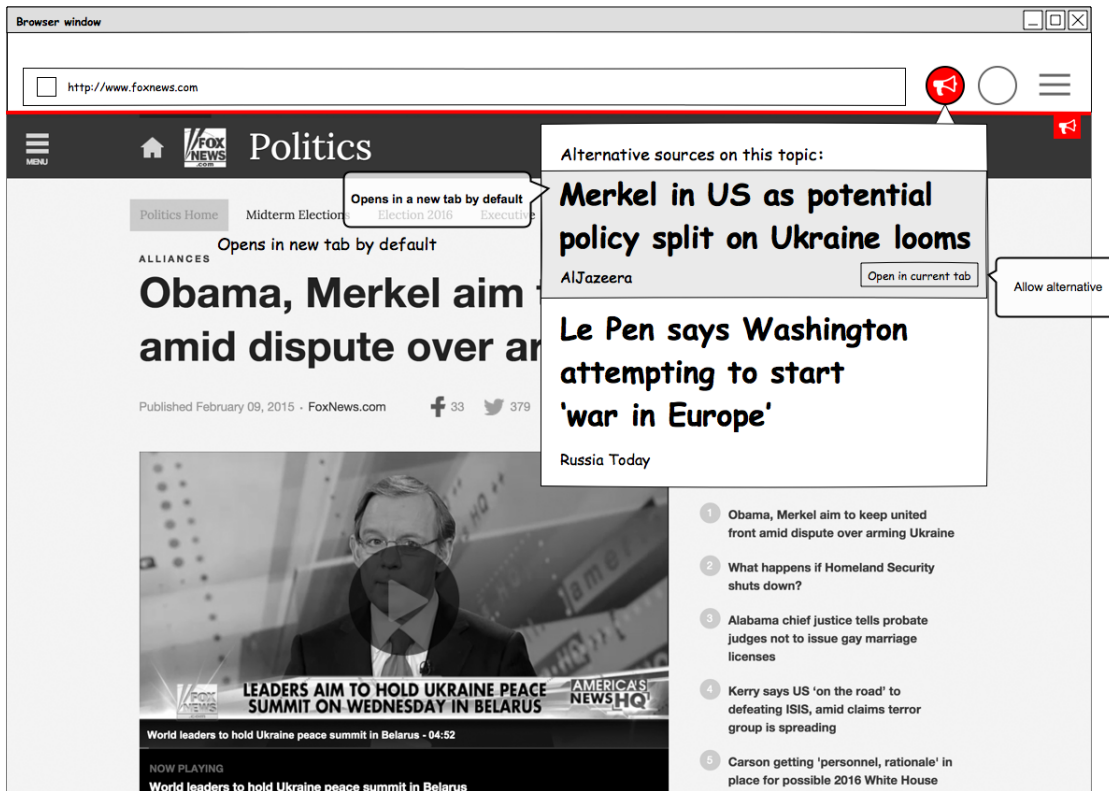 Browser window
http://www.foxnews.com
MENU
FOX
NEWS
.com
Politics
Alternative sources on this topic:
Merkel in US as potential
policy split on Ukraine looms
AlJazeera
Open in current tab
Allow alternative
Opens in a new tab by default
Le Pen says Washington
attempting to start
‘war in Europe’
Russia Today
Politics Home Midterm Elections Election 2016 Executive
Opens in new tab by default
ALLIANCES
Obama, Merkel aim
amid dispute over ar
Published February 09, 2015 · FoxNews.com 33 379
FOX
NEWS
LEADERS AIM TO HOLD UKRAINE PEACE
SUMMIT ON WEDNESDAY IN BELARUS
AMERICA'S
NEWS HQ
World leaders to hold Ukraine peace summit in Belarus - 04:52
NOW PLAYING
World leaders to hold Ukraine peace summit in Belarus
1 Obama, Merkel aim to keep united
front amid dispute over arming Ukraine
2 What happens if Homeland Security
shuts down?
3 Alabama chief justice tells probate
judges not to issue gay marriage
licenses
4 Kerry says US ‘on the road’ to
defeating ISIS, amid claims terror
group is spreading
5 Carson getting 'personnel, rationale' in
place for possible 2016 White House